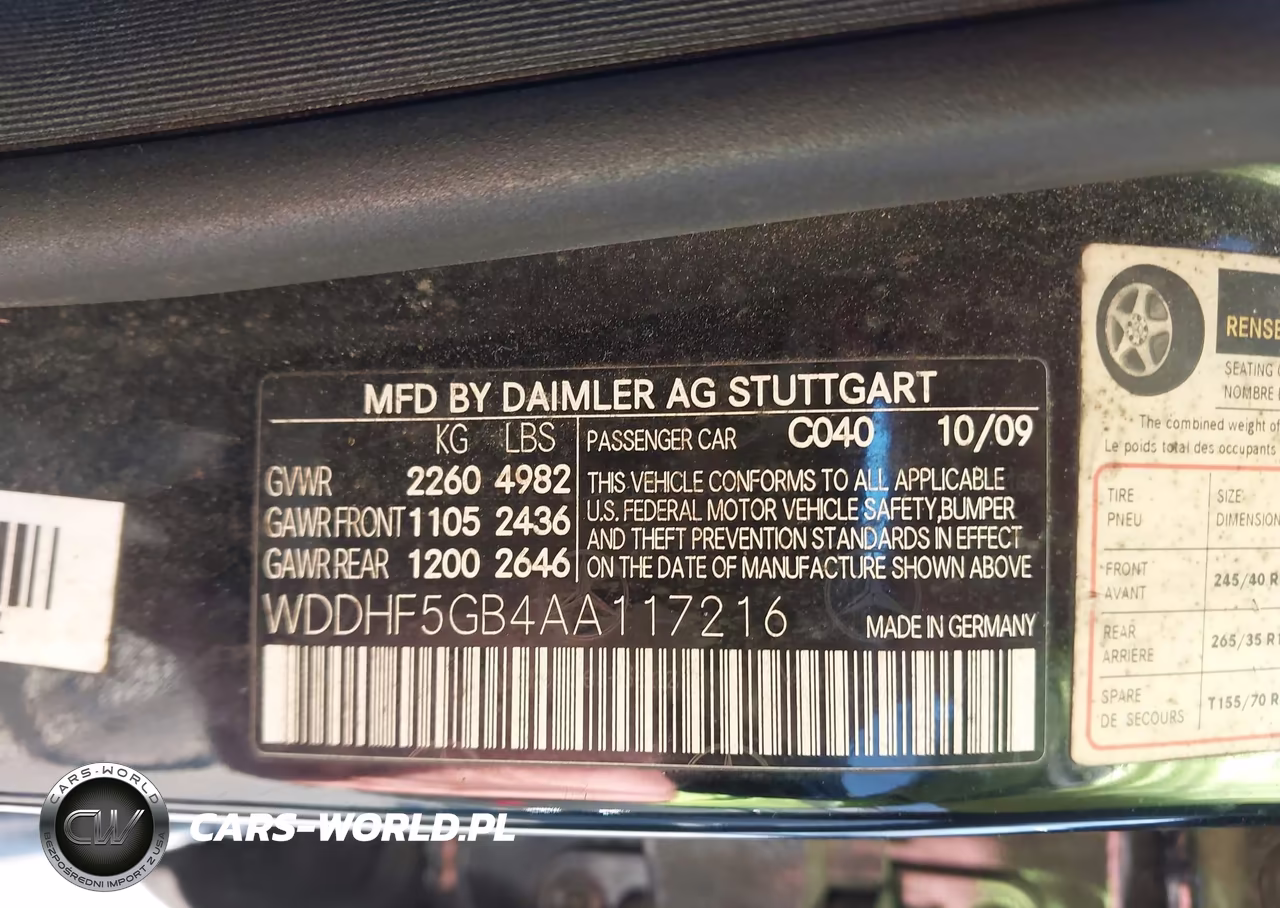 MFD BY DAIMLER AG STUTTGART
KG LBS
PASSENGER CAR C040 10/09
GVWR 2260 4982
GAWR FRONT 1105 2436
GAWR REAR 1200 2646
THIS VEHICLE CONFORMS TO ALL APPLICABLE
U.S. FEDERAL MOTOR VEHICLE SAFETY,BUMPER
AND THEFT PREVENTION STANDARDS IN EFFECT
ON THE DATE OF MANUFACTURE SHOWN ABOVE
WDDHF5GB4AA117216
MADE IN GERMANY
SEATING
NOMBRE
The combined weight of
Le poids total des occupants
TIRE
PNEU
SIZE
DIMENSION
FRONT
AVANT
245/40 R
REAR
ARRIÈRE
265/35 R
SPARE
DE SECOURS
T155/70 R
CARS-WORLD
CW
BEZPOŚREDNI IMPORT Z USA
CARS-WORLD.PL